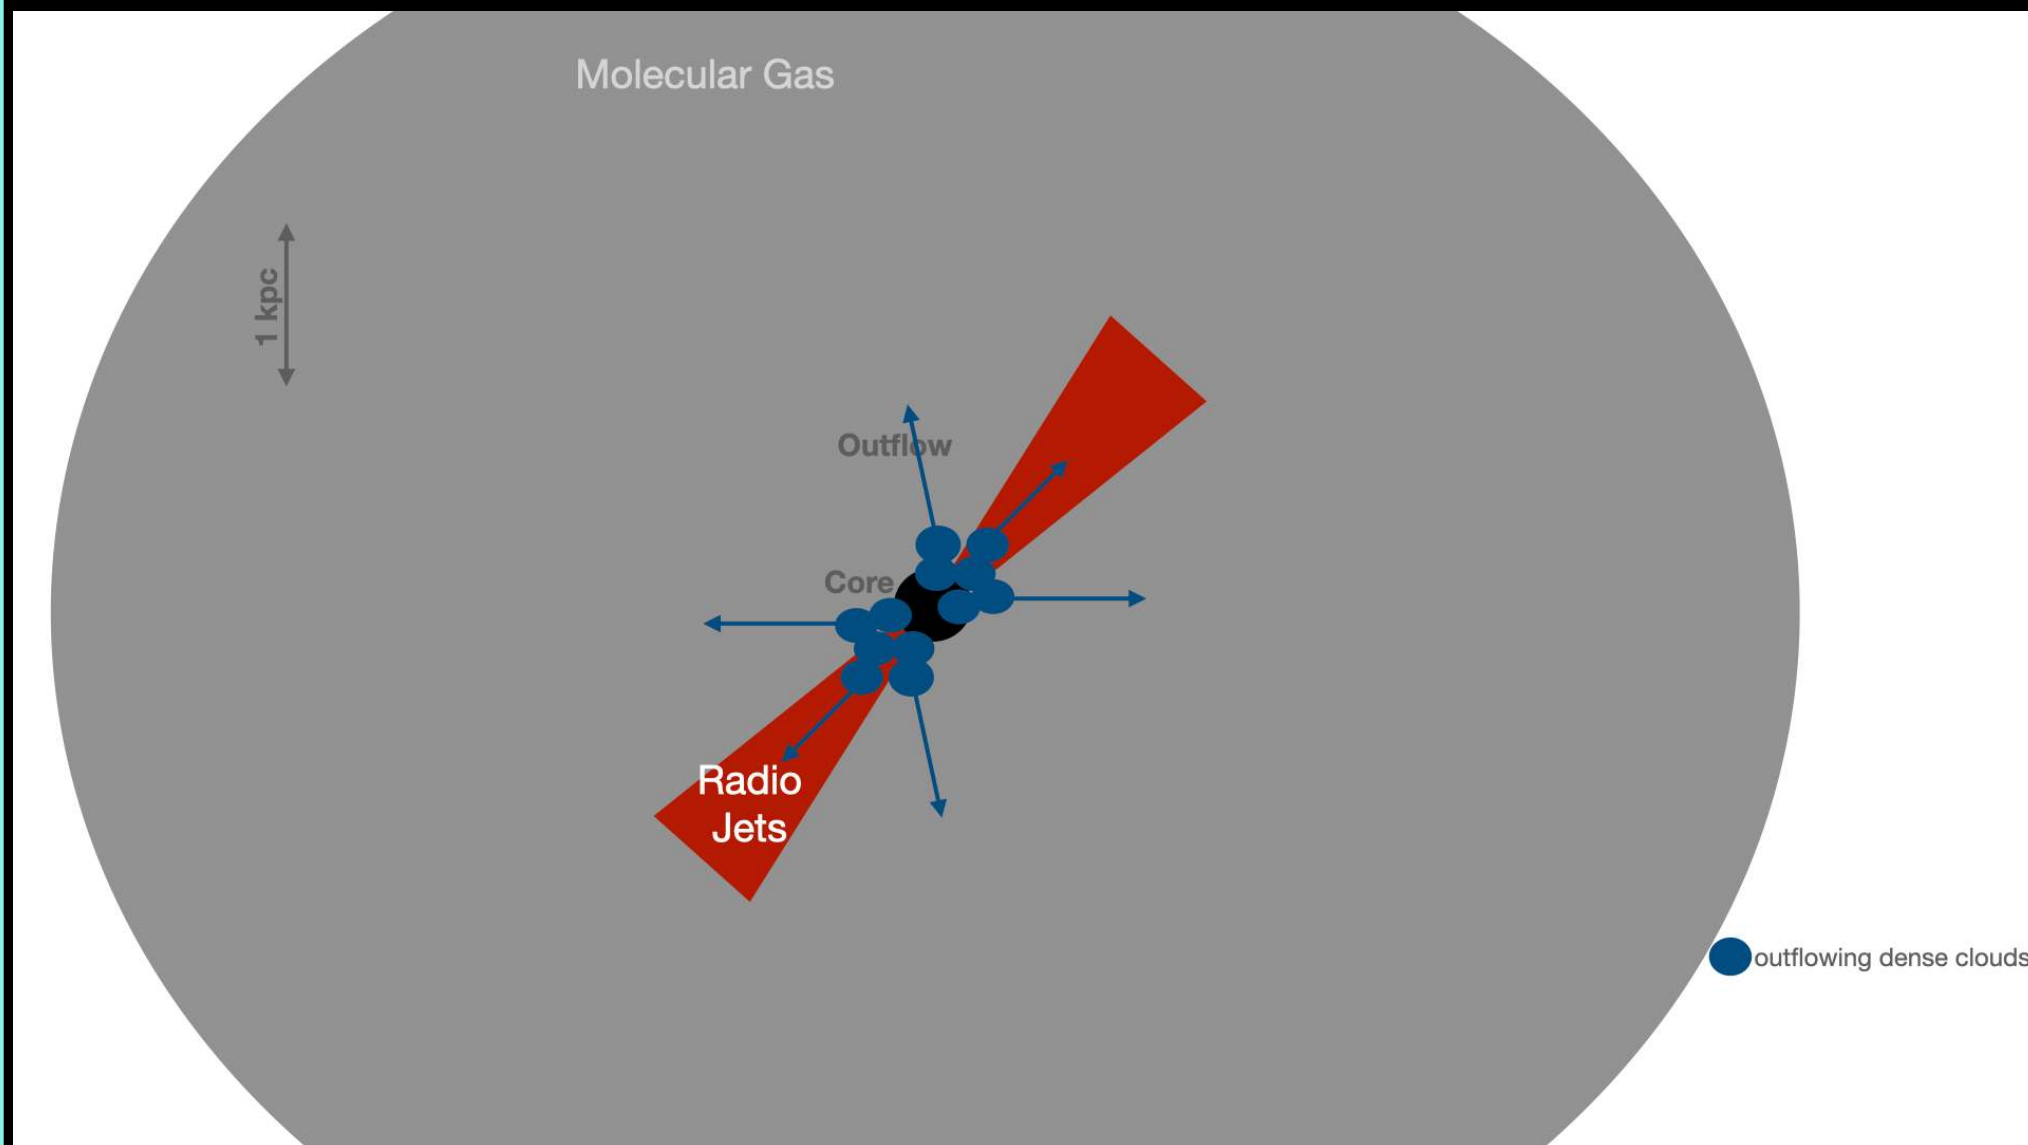 Molecular Gas
1 kpc
Outflow
Core
Radio
Jets
outflowing dense clouds